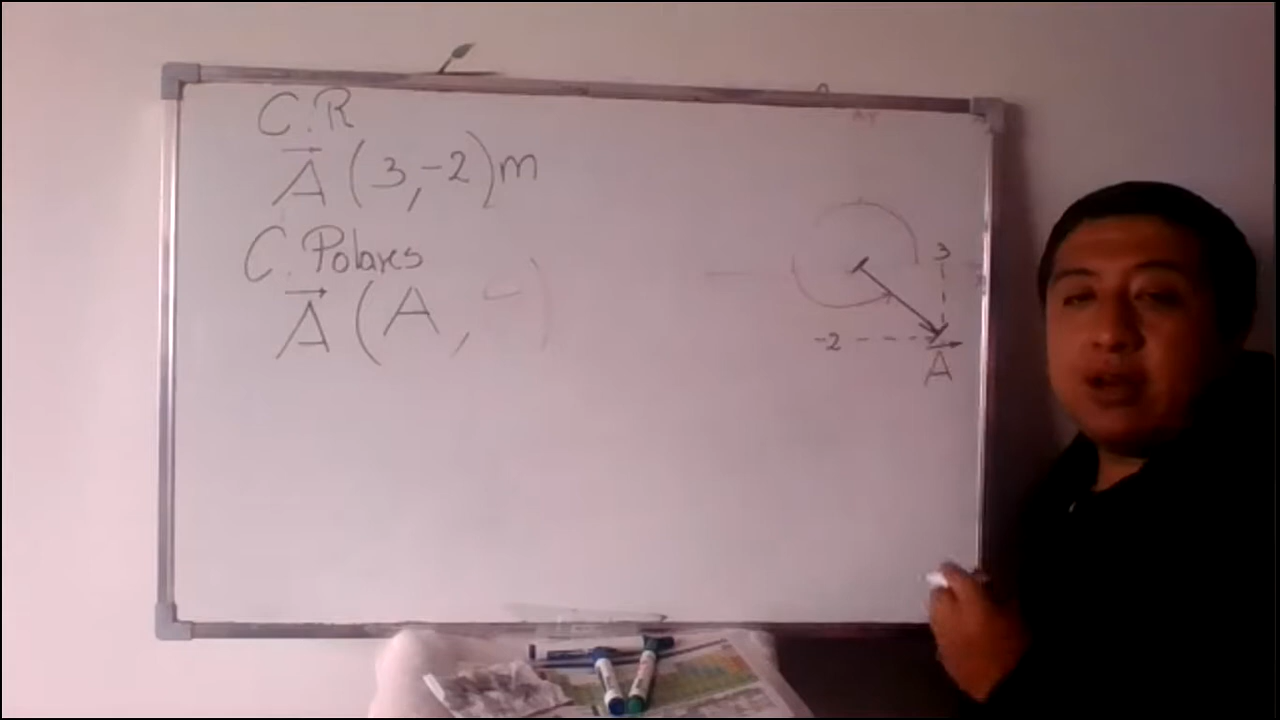 C.R
A (3,-2)m
C. Polares
A (A, )
3
-2
A